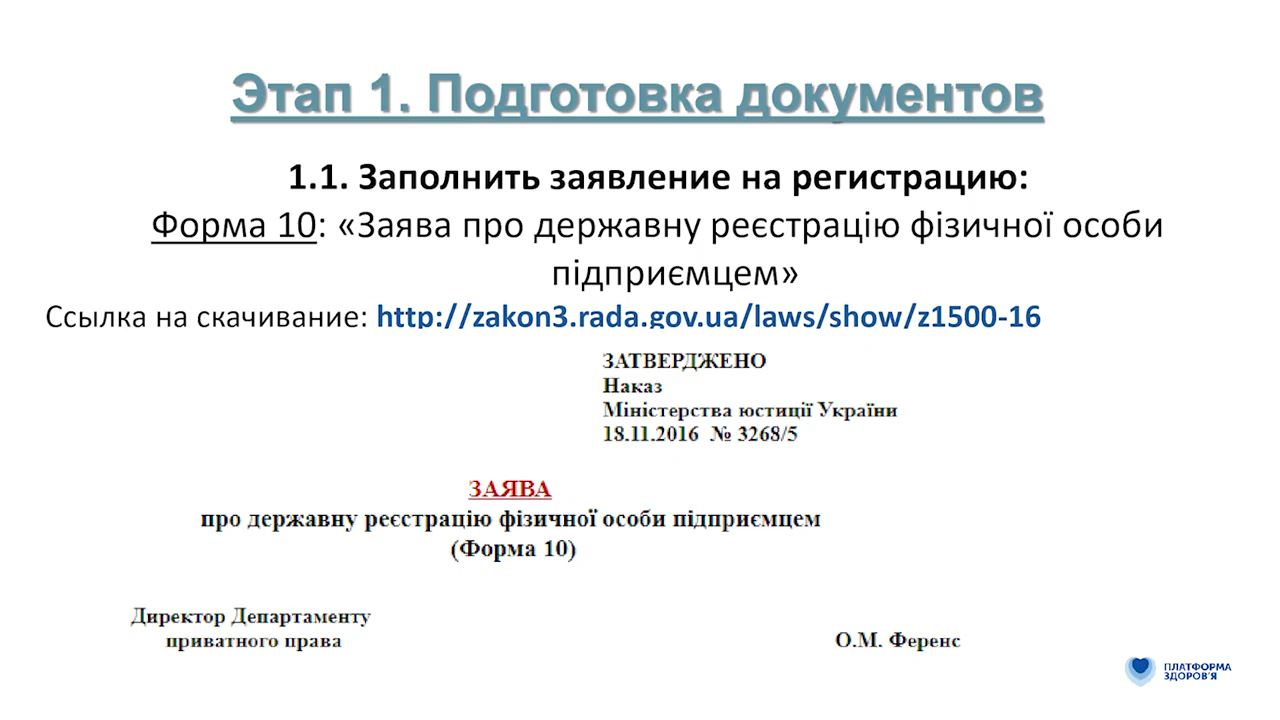 Этап 1. Подготовка документов
1.1. Заполнить заявление на регистрацию:
Форма 10: «Заява про державну реєстрацію фізичної особи
підприємцем»
Ссылка на скачивание: http://zakon3.rada.gov.ua/laws/show/z1500-16
ЗАТВЕРДЖЕНО
Наказ
Міністерства юстиції України
18.11.2016 № 3268/5
ЗАЯВА
про державну реєстрацію фізичної особи підприємцем
(Форма 10)
Директор Департаменту
приватного права
О.М. Ференс
ПЛАТФОРМА
ЗДОРОВ'Я